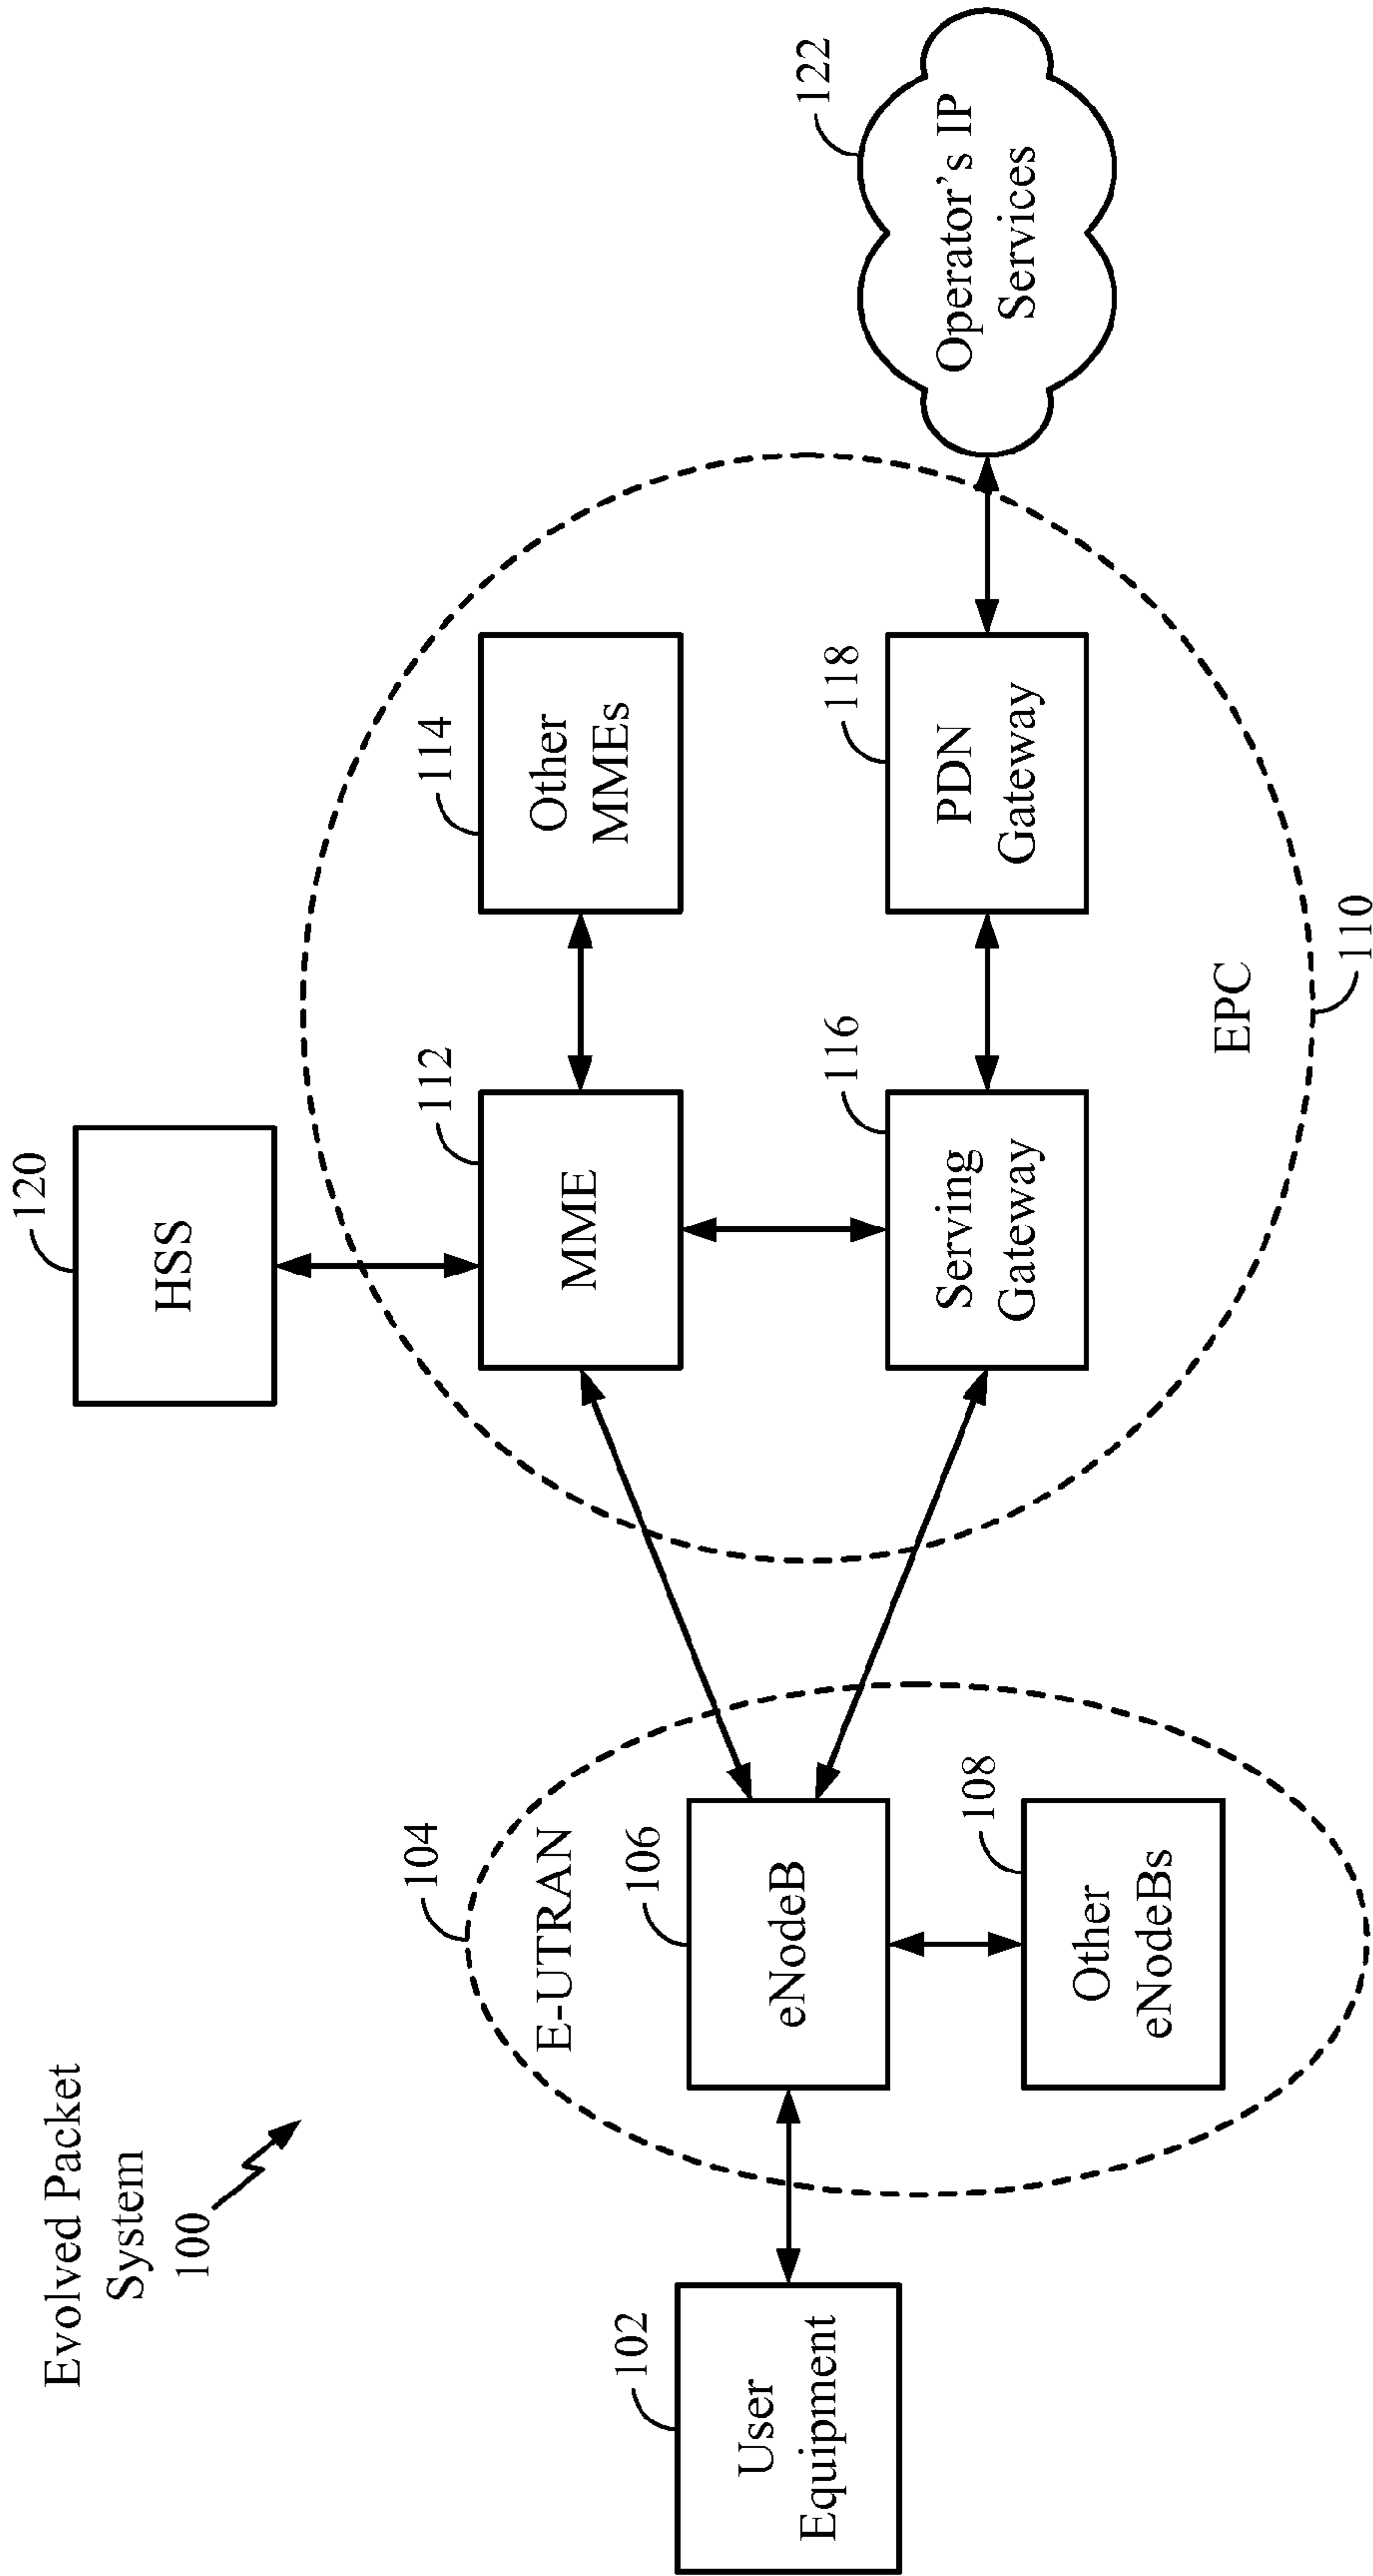 Evolved Packet
System
100
120
HSS
104
E-UTRAN
112
MME
114
Other
MMEs
122
Operator's IP
Services
102
User
Equipment
106
eNodeB
108
Other
eNodeBs
116
Serving
Gateway
118
PDN
Gateway
EPC
110